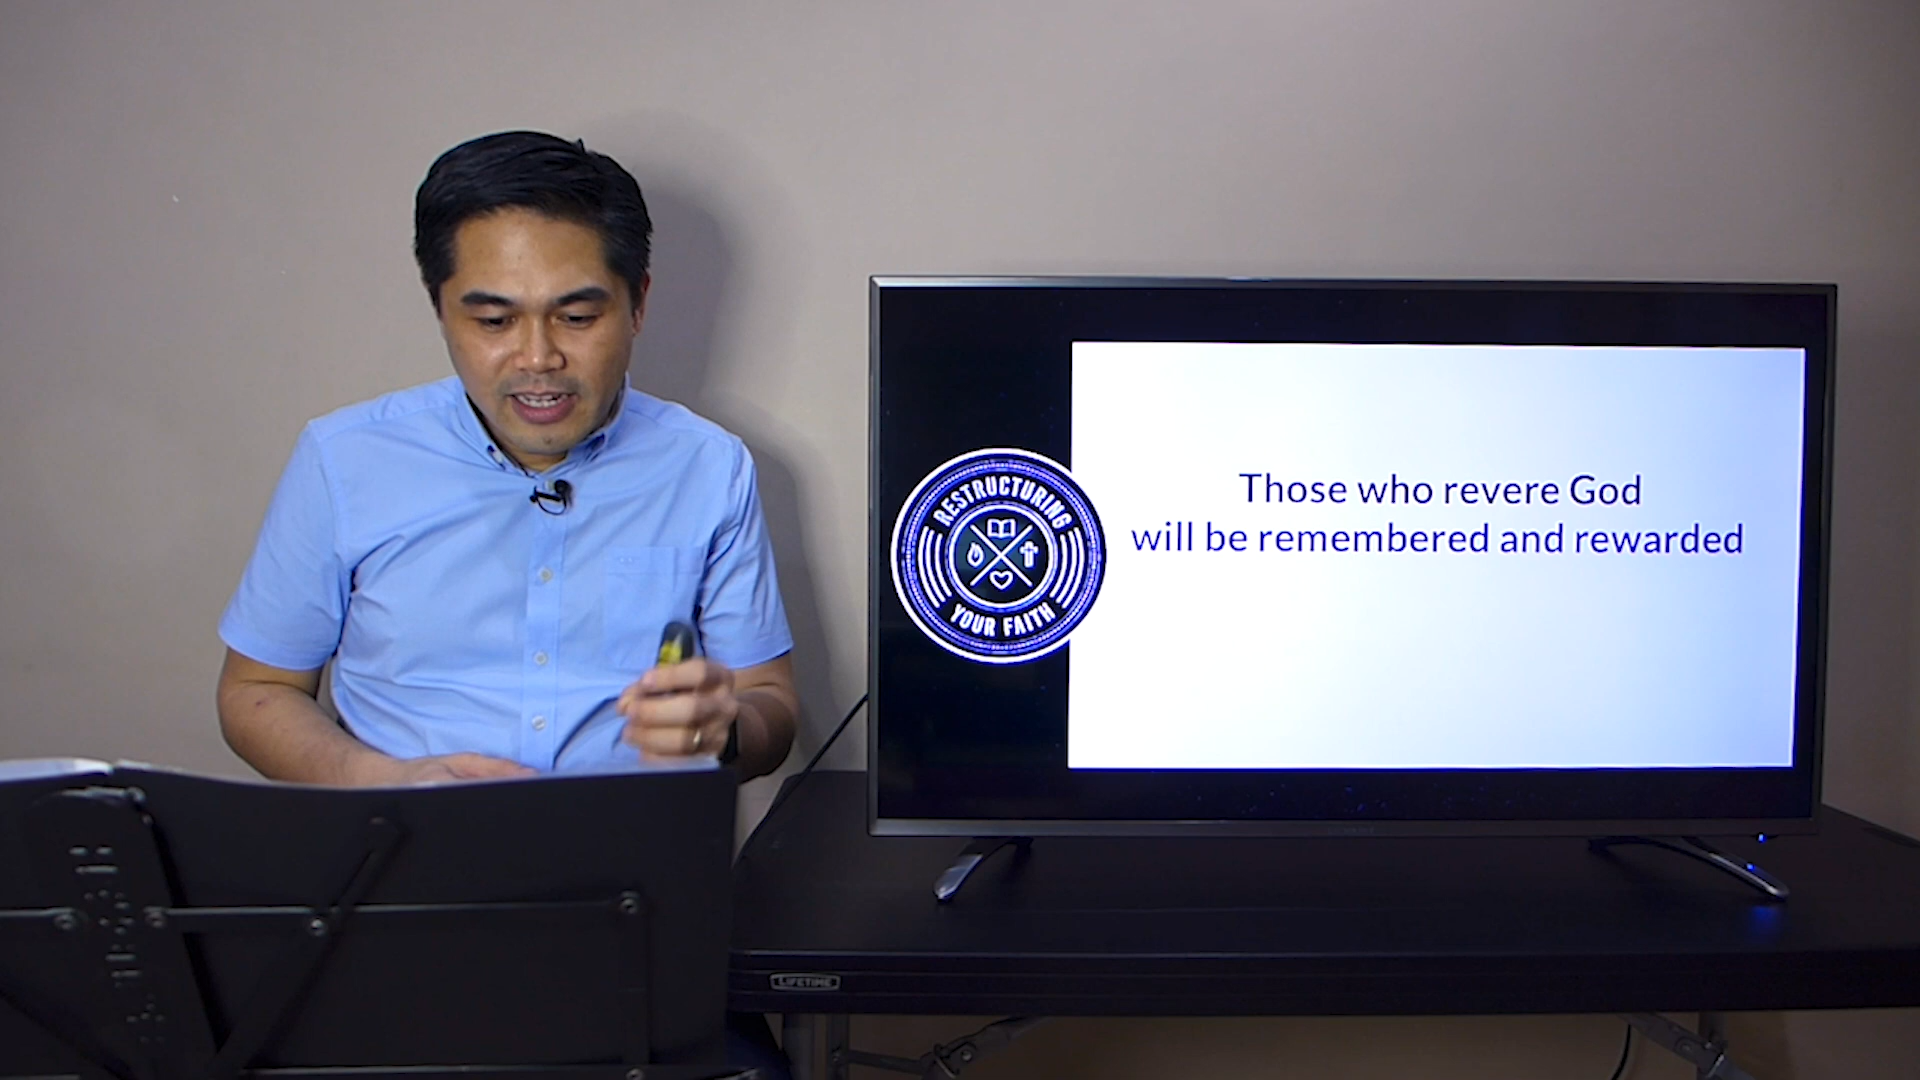 RESTRUCTURING
YOUR FAITH
Those who revere God
will be remembered and rewarded
LIFETIME